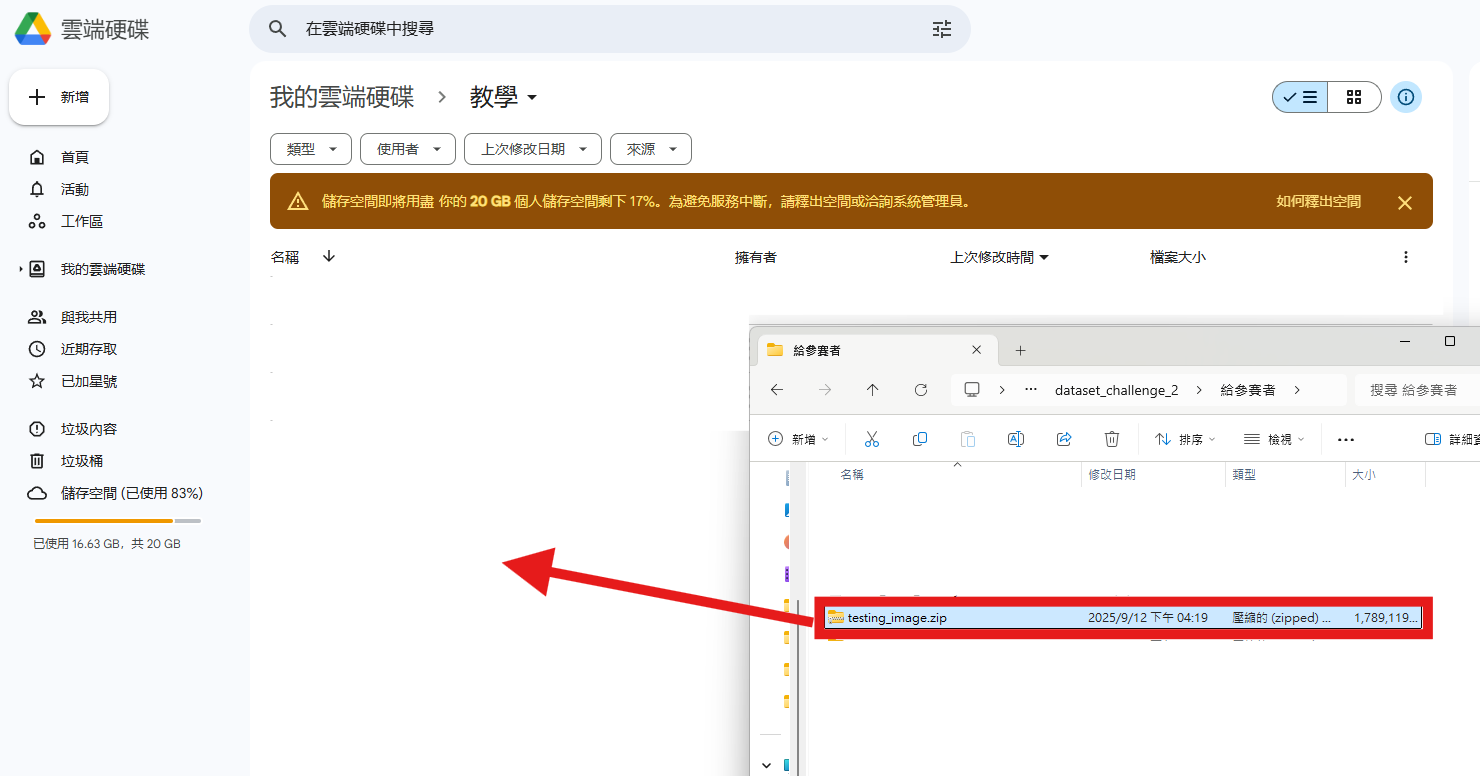 雲端硬碟
在雲端硬碟中搜尋
新增
首頁
活動
工作區
我的雲端硬碟
與我共用
近期存取
已加星號
垃圾內容
垃圾桶
儲存空間 (已使用 83%)
已使用 16.63 GB，共 20 GB
我的雲端硬碟 > 教學
類型
使用者
上次修改日期
來源
儲存空間即將用盡 你的 20 GB 個人儲存空間剩下 17%。為避免服務中斷，請釋出空間或洽詢系統管理員。
如何釋出空間
名稱
擁有者
上次修改時間
檔案大小
給參賽者
dataset_challenge_2 > 給參賽者 >
搜尋 給參賽者
新增
排序
檢視
詳細
名稱
修改日期
類型
大小
testing_image.zip
2025/9/12 下午 04:19
壓縮的 (zipped) ...
1,789,119...